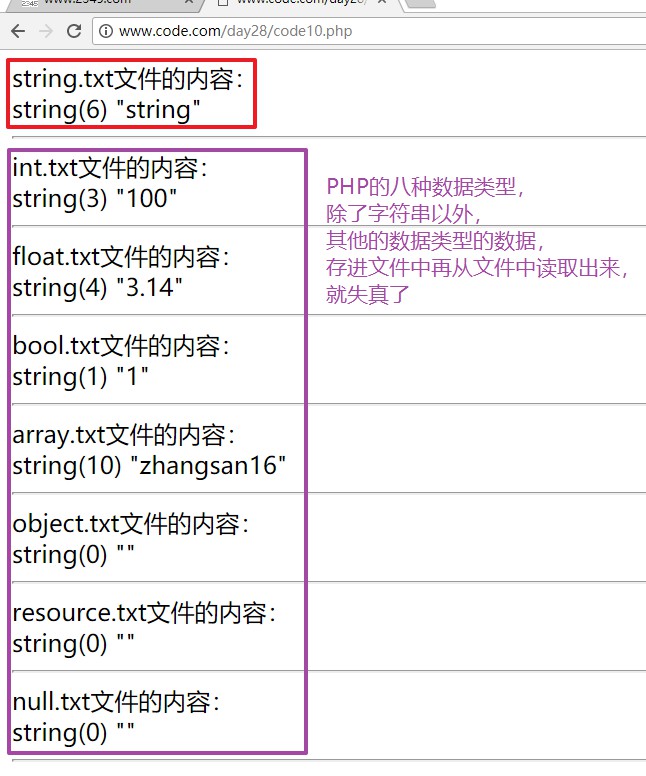 www.code.com/day28/code10.php
string.txt文件的内容：
string(6) "string"
int.txt文件的内容：
string(3) "100"
float.txt文件的内容：
string(4) "3.14"
bool.txt文件的内容：
string(1) "1"
array.txt文件的内容：
string(10) "zhangsan16"
object.txt文件的内容：
string(0) ""
resource.txt文件的内容：
string(0) ""
null.txt文件的内容：
string(0) ""
PHP的八种数据类型，
除了字符串以外，
其他的数据类型的数据，
存进文件中再从文件中读取出来，
就失真了